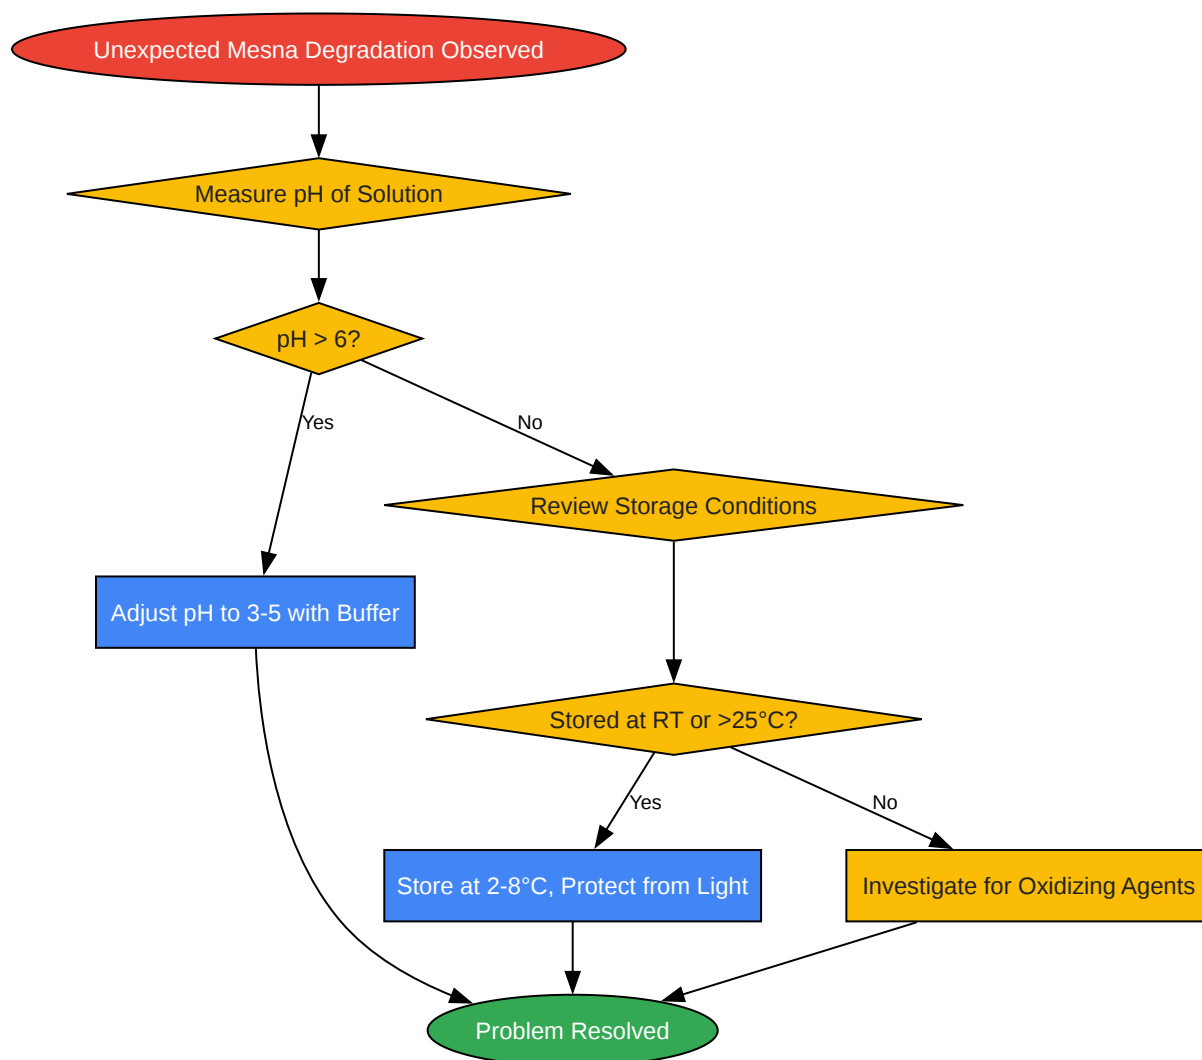 Unexpected Mesna Degradation Observed
Measure pH of Solution
pH > 6?
Yes
No
Review Storage Conditions
Adjust pH to 3-5 with Buffer
Stored at RT or >25°C?
Yes
No
Store at 2-8°C, Protect from Light
Investigate for Oxidizing Agents
Problem Resolved